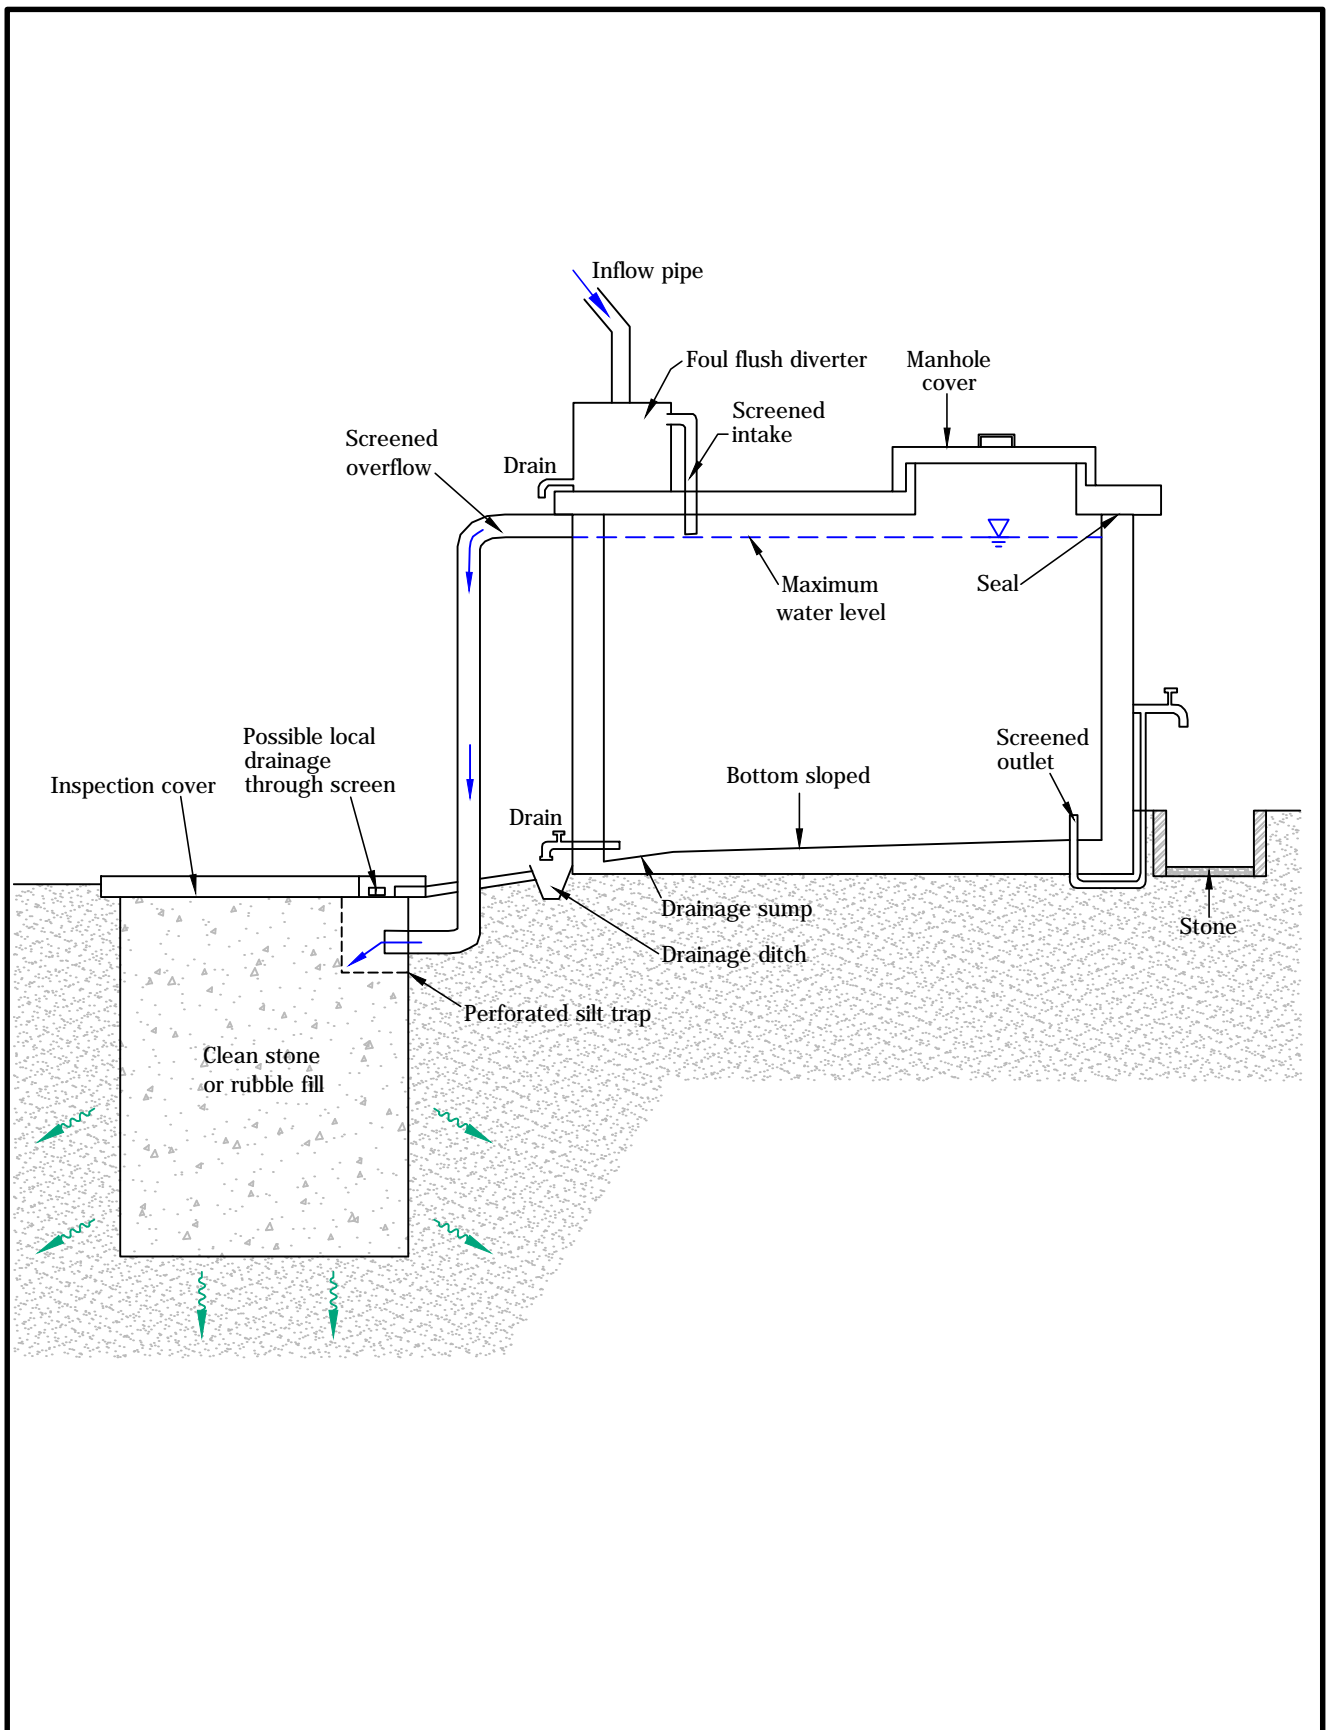 Inflow pipe
Foul flush diverter
Manhole
cover
Screened
intake
Screened
overflow
Drain
Maximum
water level
Seal
Possible local
drainage
through screen
Screened
outlet
Inspection cover
Bottom sloped
Drain
Drainage sump
Stone
Drainage ditch
Perforated silt trap
Clean stone
or rubble fill